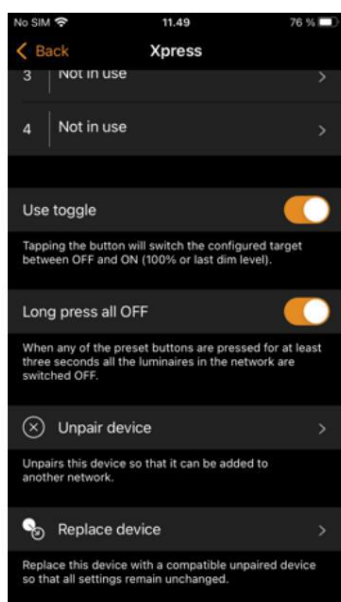 No SIM 11.49 76 %
Back Xpress
3 Not in use
4 Not in use
Use toggle
Tapping the button will switch the configured target
between OFF and ON (100% or last dim level).
Long press all OFF
When any of the preset buttons are pressed for at least
three seconds all the luminaires in the network are
switched OFF.
Unpair device
Unpairs this device so that it can be added to
another network.
Replace device
Replace this device with a compatible unpaired device
so that all settings remain unchanged.